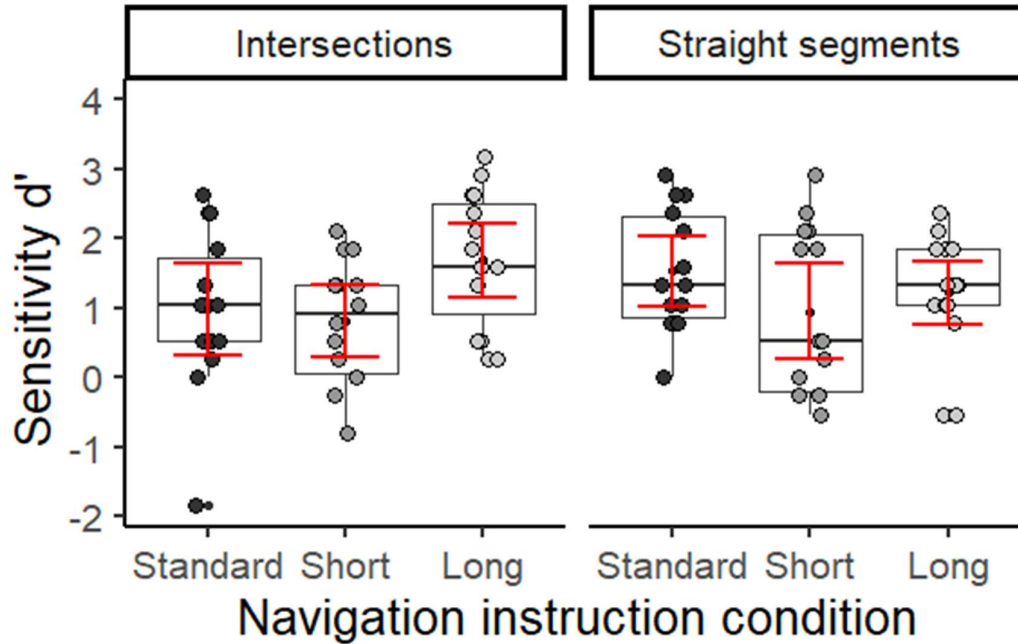 Intersections
Straight segments
Sensitivity d'
4
3
2
1
0
-1
-2
Standard Short Long
Standard Short Long
Navigation instruction condition